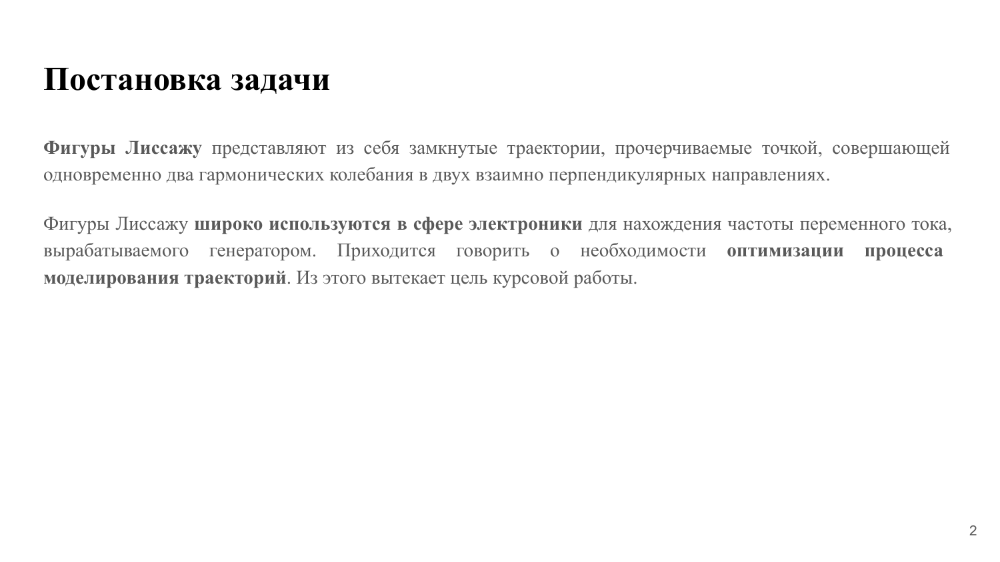 Постановка задачи
Фигуры Лиссажу представляют из себя замкнутые траектории, прочерчиваемые точкой, совершающей
одновременно два гармонических колебания в двух взаимно перпендикулярных направлениях.
Фигуры Лиссажу широко используются в сфере электроники для нахождения частоты переменного тока,
вырабатываемого генератором. Приходится говорить о необходимости оптимизации процесса
моделирования траекторий. Из этого вытекает цель курсовой работы.
2